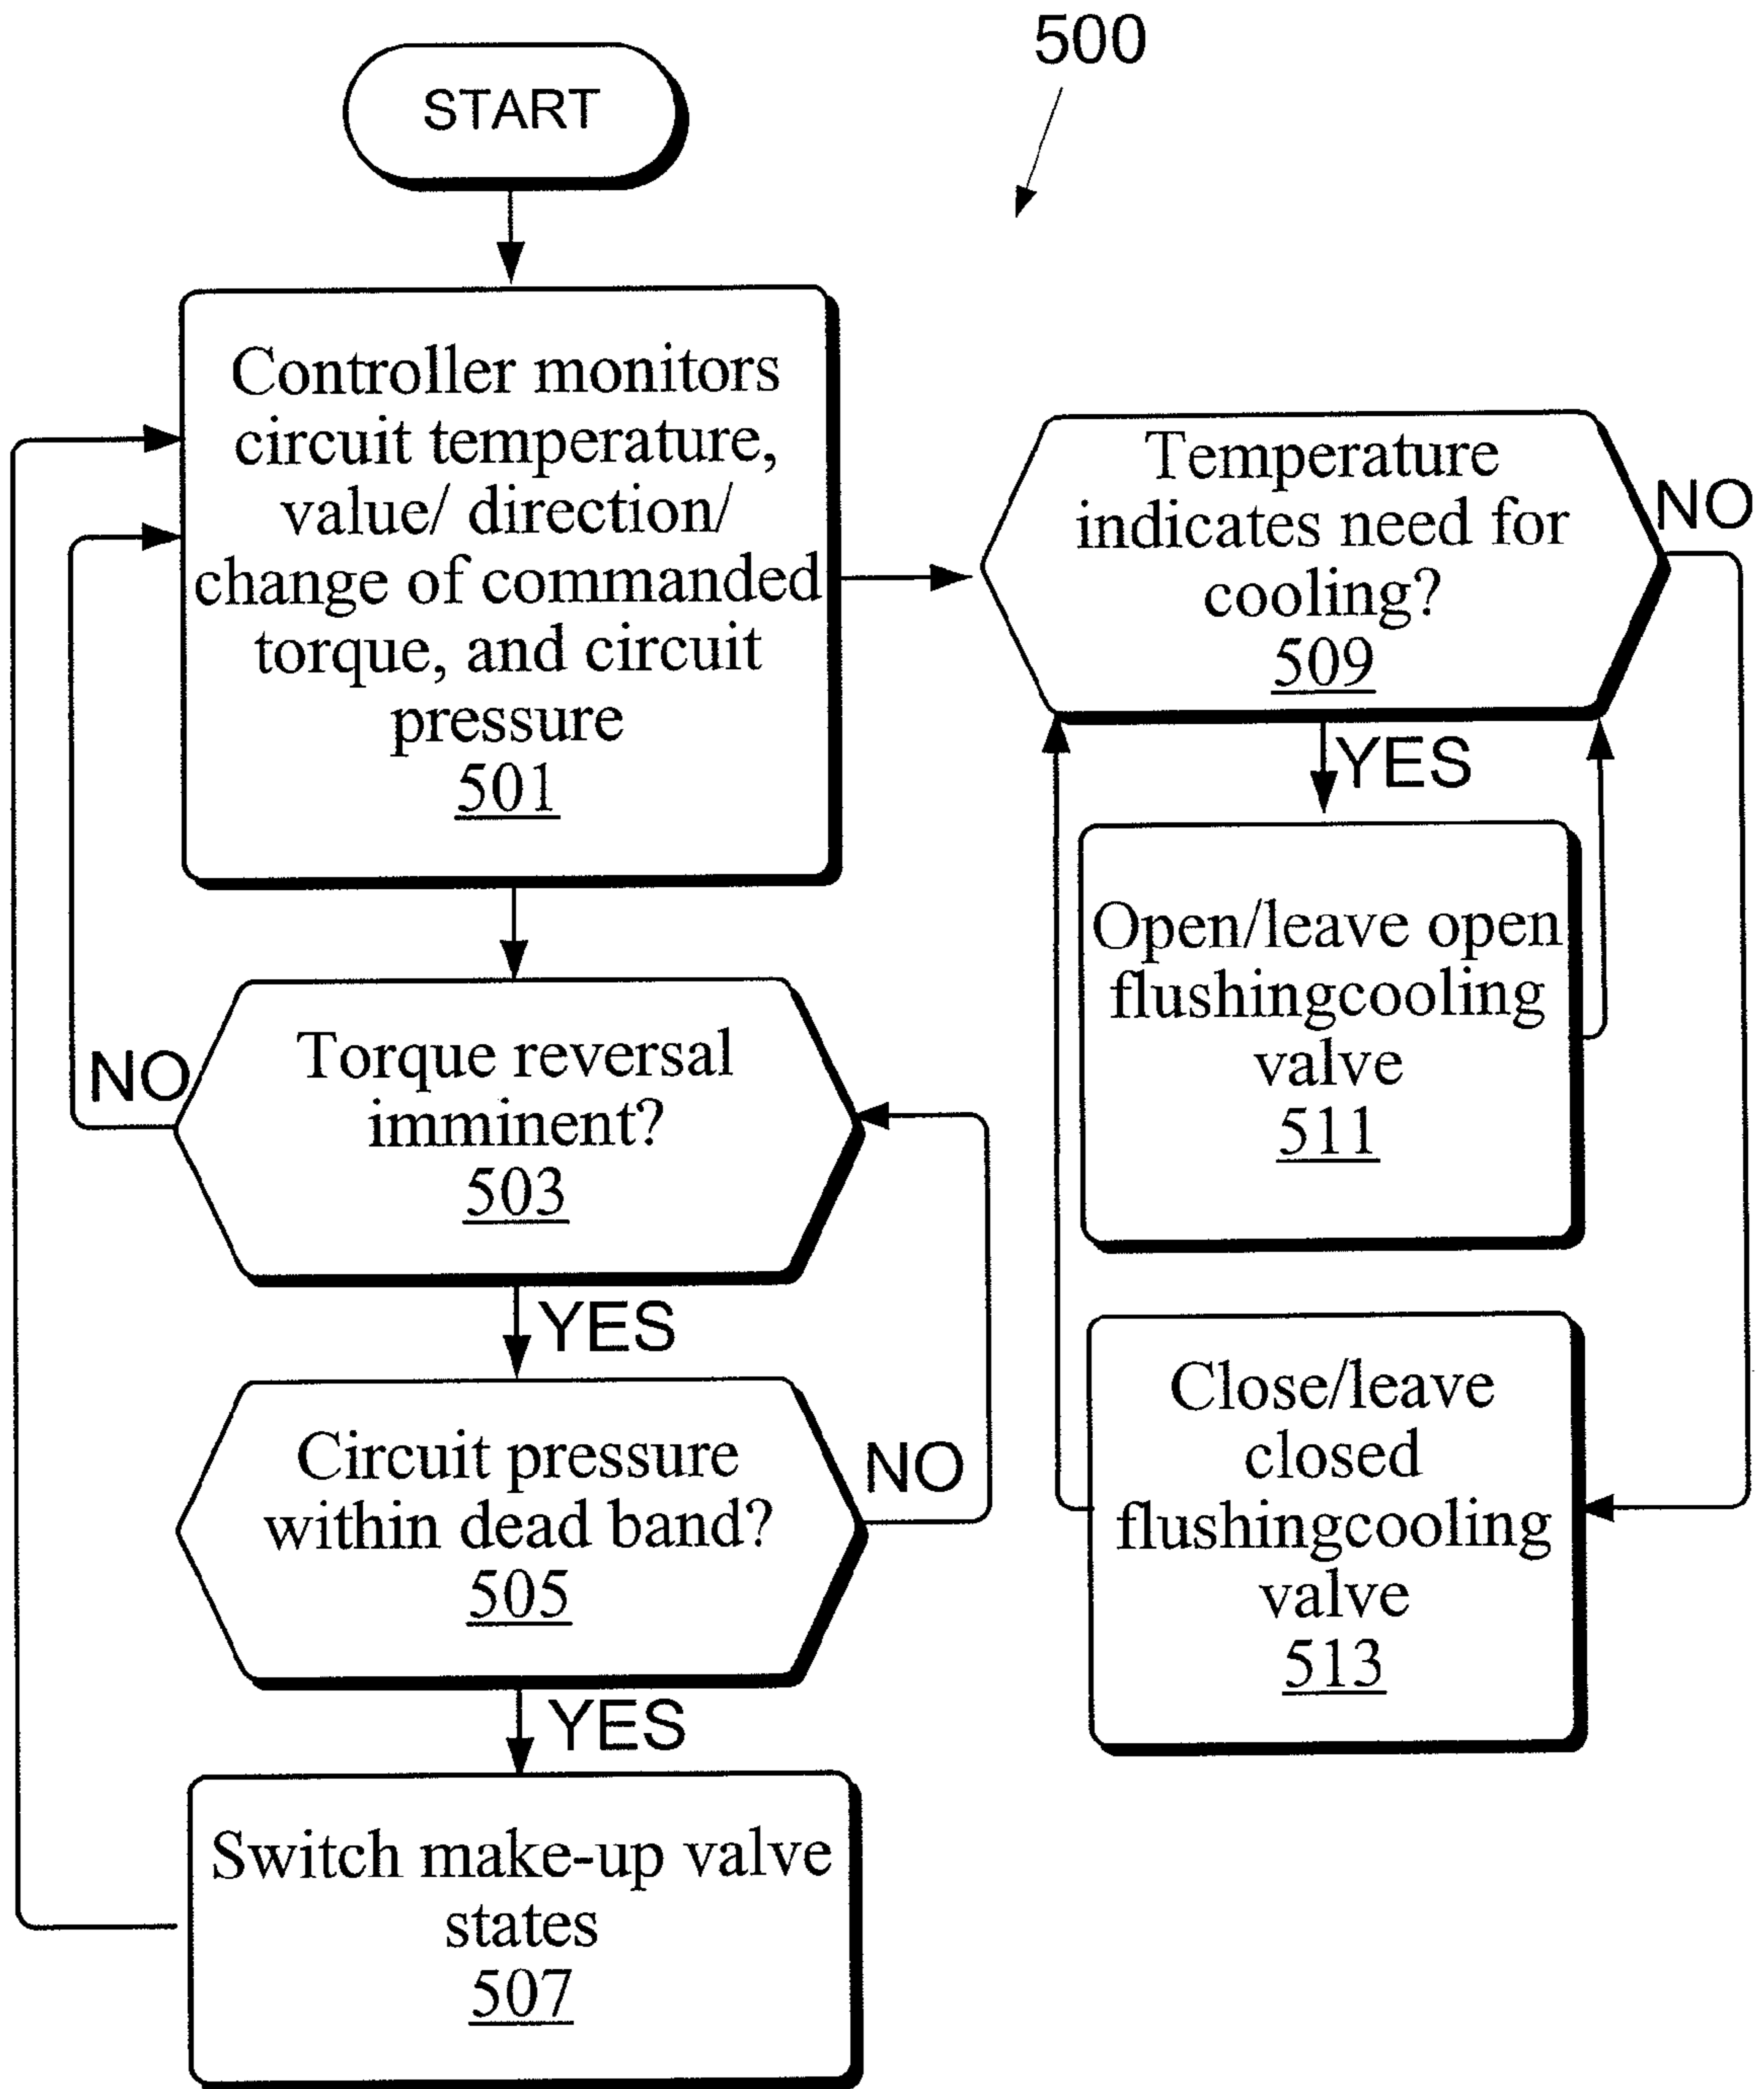 500
START
Controller monitors
circuit temperature,
value/ direction/
change of commanded
torque, and circuit
pressure
501
Torque reversal
imminent?
503
NO
YES
Circuit pressure
within dead band?
505
NO
YES
Switch make-up valve
states
507
Temperature
indicates need for
cooling?
509
NO
YES
Open/leave open
flushingcooling
valve
511
Close/leave
closed
flushingcooling
valve
513